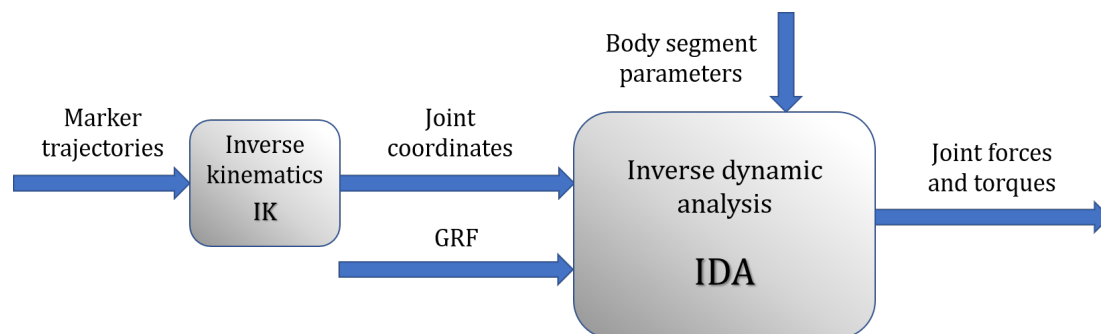 Marker
trajectories
Inverse
kinematics
IK
Joint
coordinates
GRF
Body segment
parameters
Inverse dynamic
analysis
IDA
Joint forces
and torques